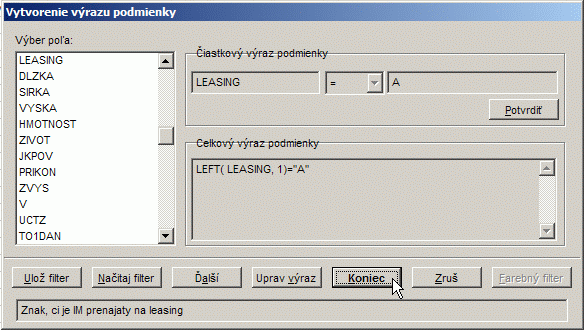 Vytvorenie výrazu podmienky
Výber poľa:
LEASING
DLZKA
SIRKA
VYSKA
HMOTNOST
ZIVOT
JKPOV
PRIKON
ZVYS
V
UCTZ
TO1DAN
Čiastkový výraz podmienky
LEASING = A
Potvrdiť
Celkový výraz podmienky
LEFT( LEASING, 1)="A"
Ulož filter Načítaj filter Ďalší Uprav výraz Koniec Zruš Farebný filter
Znak, ci je IM prenajaty na leasing